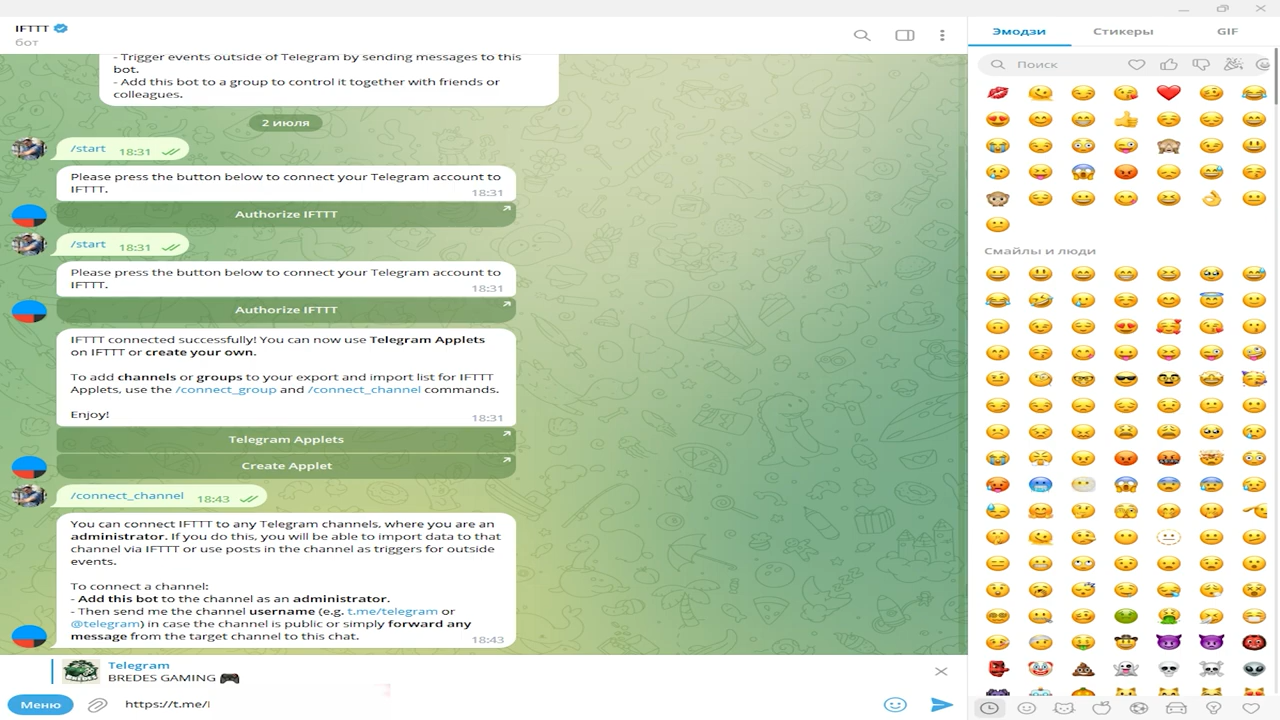 IFTTT
бот
- Trigger events outside of Telegram by sending messages to this
bot.
- Add this bot to a group to control it together with friends or
colleagues.
2 июля
/start 18:31
Please press the button below to connect your Telegram account to
IFTTT.
18:31
Authorize IFTTT
/start 18:31
Please press the button below to connect your Telegram account to
IFTTT.
18:31
Authorize IFTTT
IFTTT connected successfully! You can now use Telegram Applets
on IFTTT or create your own.
To add channels or groups to your export and import list for IFTTT
Applets, use the /connect_group and /connect_channel commands.
Enjoy!
18:31
Telegram Applets
Create Applet
/connect_channel 18:43
You can connect IFTTT to any Telegram channels, where you are an
administrator. If you do this, you will be able to import data to that
channel via IFTTT or use posts in the channel as triggers for outside
events.
To connect a channel:
- Add this bot to the channel as an administrator.
- Then send me the channel username (e.g. t.me/telegram or
@telegram) in case the channel is public or simply forward any
message from the target channel to this chat.
18:43
Telegram
BREDES GAMING 🎮
Меню
https://t.me/
Эмодзи Стикеры GIF
Поиск
Смайлы и люди